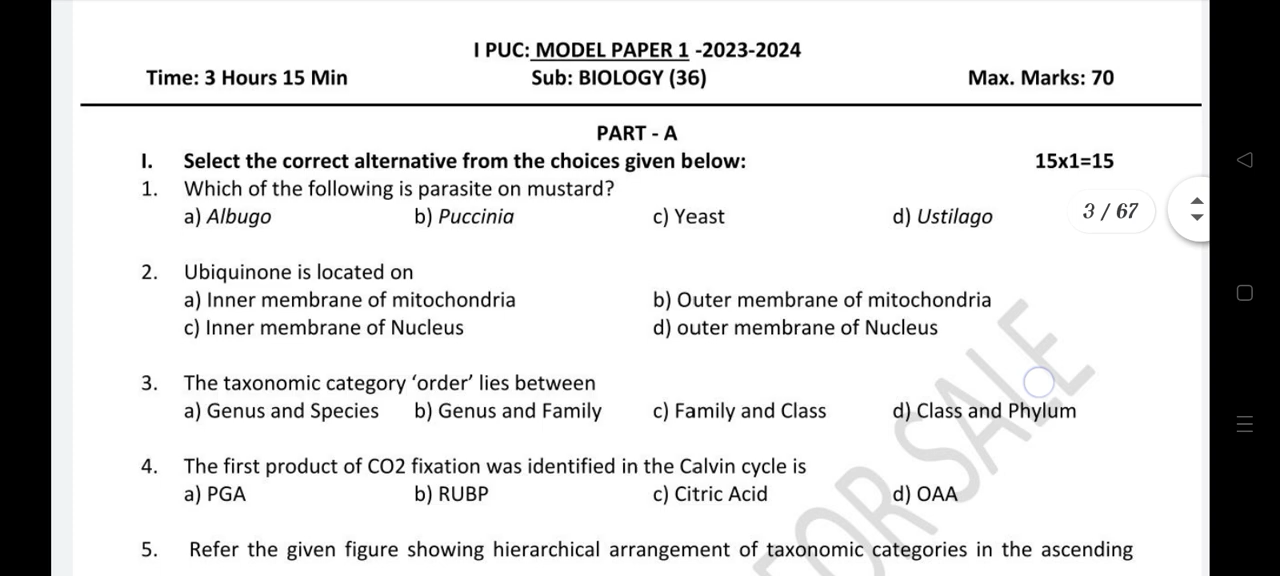 I PUC: MODEL PAPER 1 -2023-2024
Time: 3 Hours 15 Min Sub: BIOLOGY (36) Max. Marks: 70
PART - A
I. Select the correct alternative from the choices given below: 15x1=15
1. Which of the following is parasite on mustard?
a) Albugo b) Puccinia c) Yeast d) Ustilago
3 / 67
2. Ubiquinone is located on
a) Inner membrane of mitochondria b) Outer membrane of mitochondria
c) Inner membrane of Nucleus d) outer membrane of Nucleus
3. The taxonomic category ‘order’ lies between
a) Genus and Species b) Genus and Family c) Family and Class d) Class and Phylum
4. The first product of CO2 fixation was identified in the Calvin cycle is
a) PGA b) RUBP c) Citric Acid d) OAA
5. Refer the given figure showing hierarchical arrangement of taxonomic categories in the ascending
OR SALE